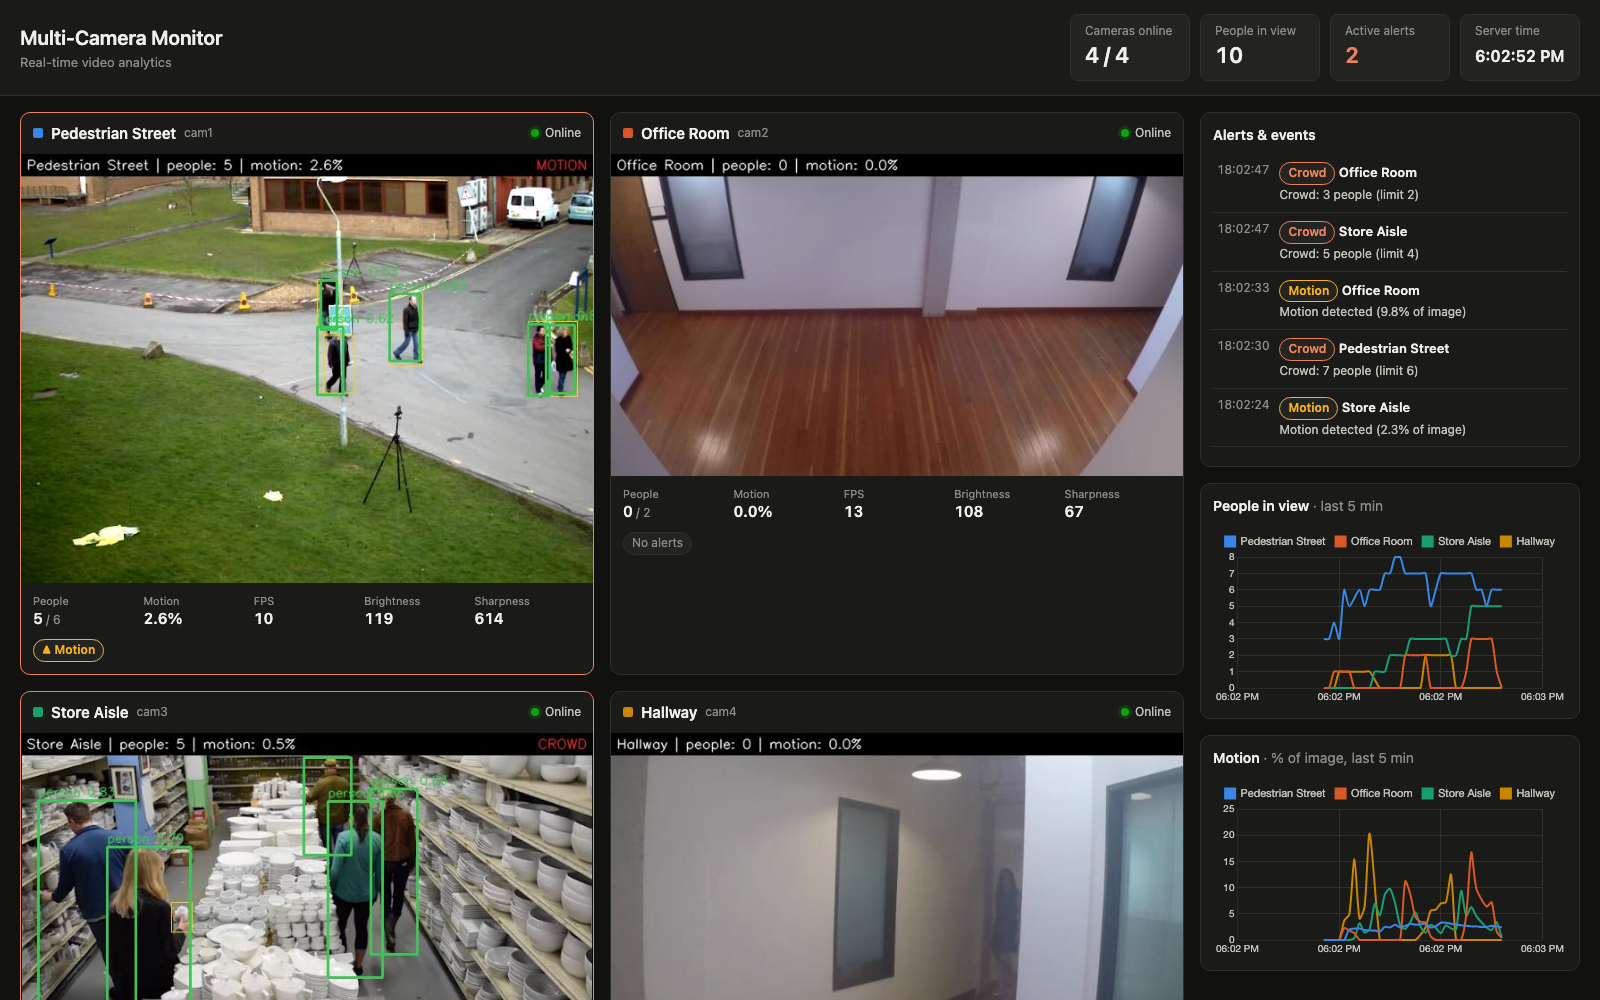 Multi-Camera Monitor
Real-time video analytics
Cameras online
4 / 4
People in view
10
Active alerts
2
Server time
6:02:52 PM
Pedestrian Street cam1
Online
Pedestrian Street | people: 5 | motion: 2.6%
MOTION
People Motion FPS Brightness Sharpness
5 / 6 2.6% 10 119 614
Motion
Office Room cam2
Online
Office Room | people: 0 | motion: 0.0%
People Motion FPS Brightness Sharpness
0 / 2 0.0% 13 108 67
No alerts
Store Aisle cam3
Online
Store Aisle | people: 5 | motion: 0.5%
CROWD
Hallway cam4
Online
Hallway | people: 0 | motion: 0.0%
Alerts & events
18:02:47 Crowd Office Room
Crowd: 3 people (limit 2)
18:02:47 Crowd Store Aisle
Crowd: 5 people (limit 4)
18:02:33 Motion Office Room
Motion detected (9.8% of image)
18:02:30 Crowd Pedestrian Street
Crowd: 7 people (limit 6)
18:02:24 Motion Store Aisle
Motion detected (2.3% of image)
People in view · last 5 min
Pedestrian Street Office Room Store Aisle Hallway
8
7
6
5
4
3
2
1
0
06:02 PM 06:02 PM 06:02 PM 06:03 PM
Motion · % of image, last 5 min
Pedestrian Street Office Room Store Aisle Hallway
25
20
15
10
5
0
06:02 PM 06:02 PM 06:02 PM 06:03 PM